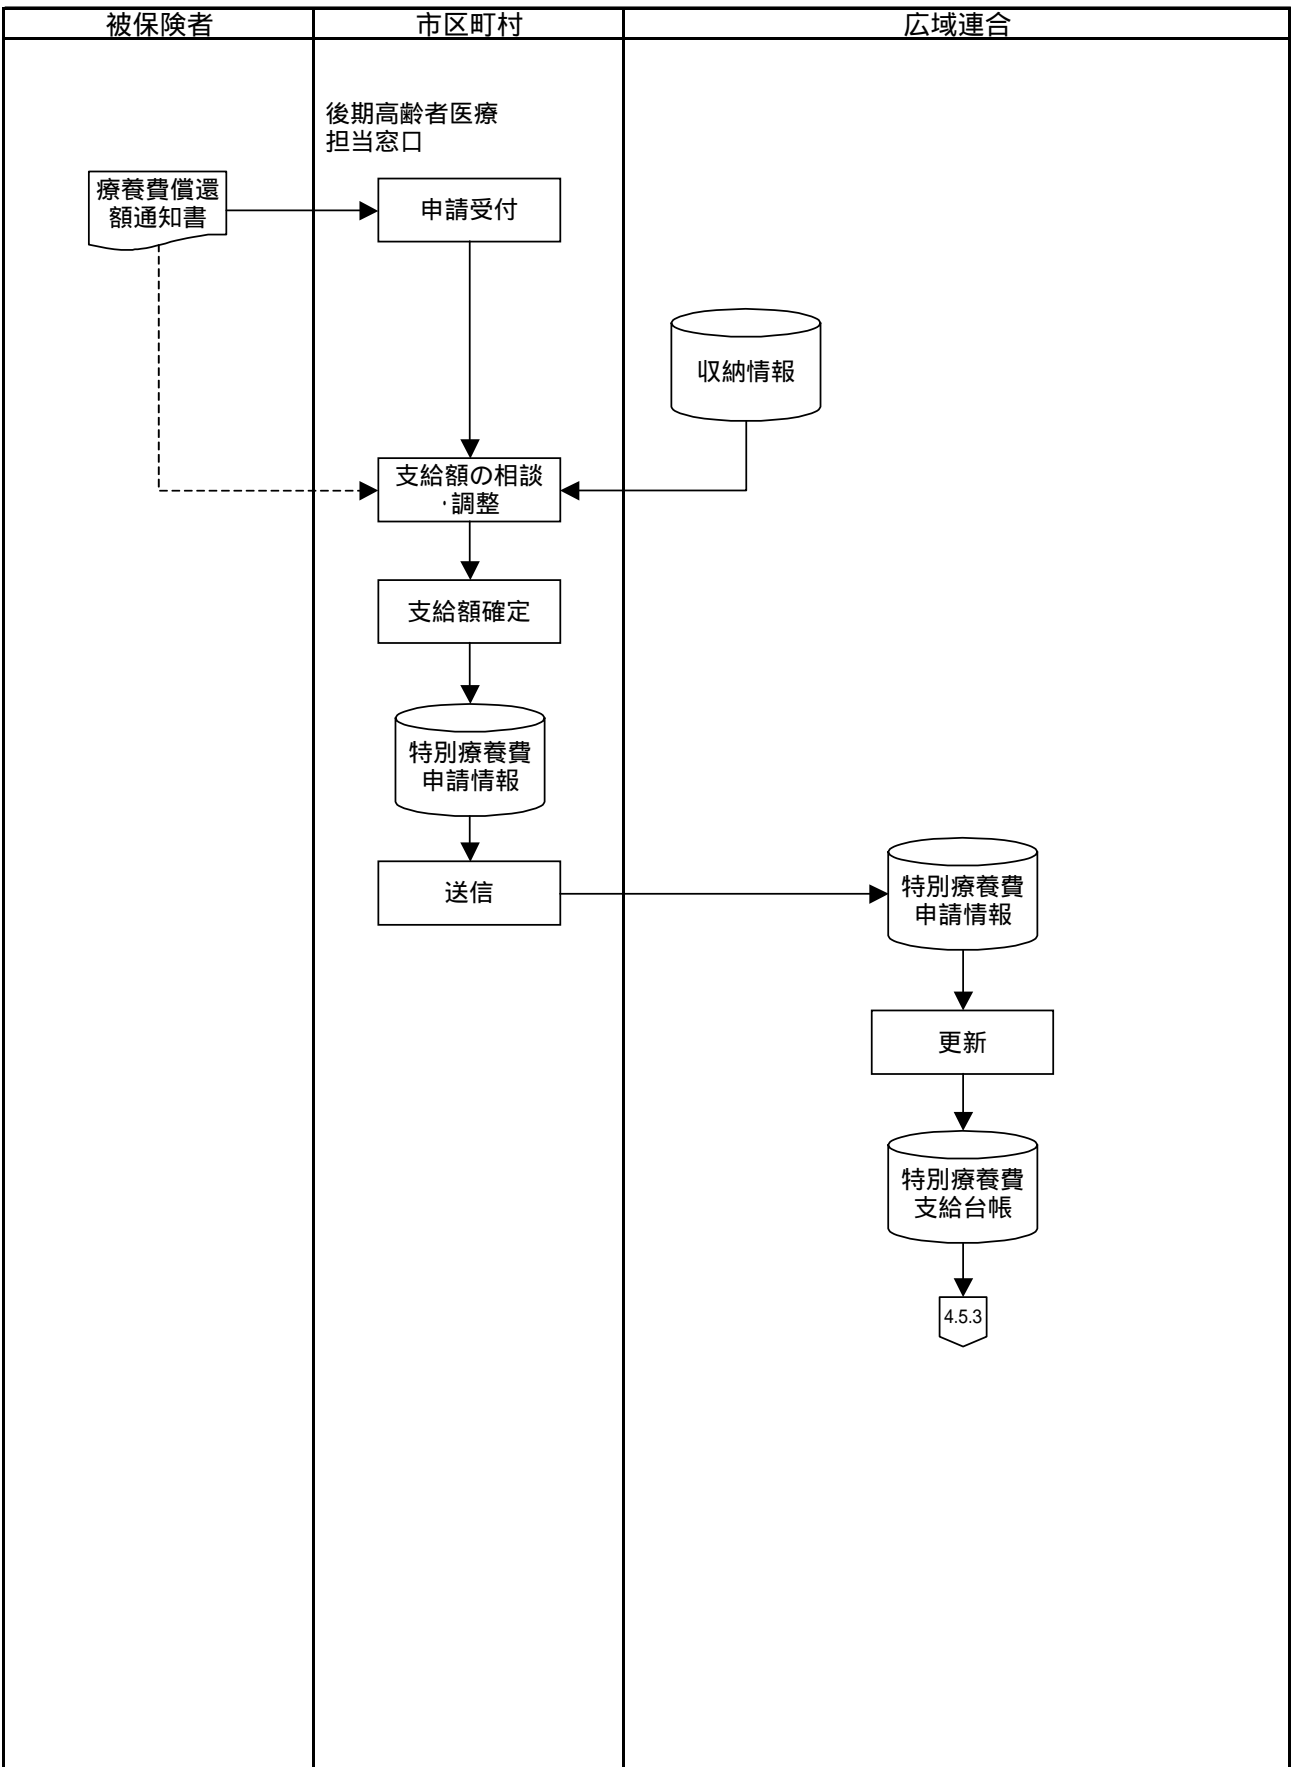 被保険者
市区町村
広域連合
後期高齢者医療
担当窓口
療養費償還
額通知書
申請受付
収納情報
支給額の相談
・調整
支給額確定
特別療養費
申請情報
送信
特別療養費
申請情報
更新
特別療養費
支給台帳
4.5.3